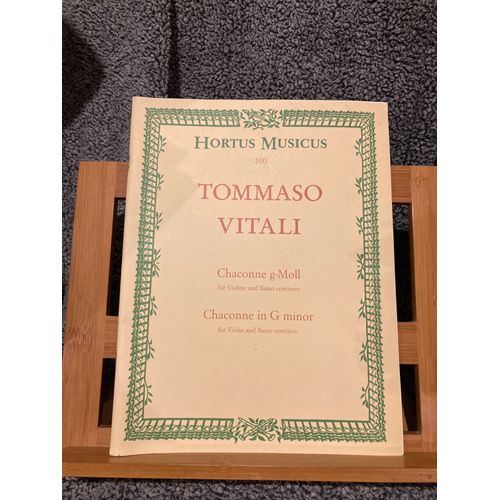 HORTUS MUSICUS
100
TOMMASO
VITALI
Chaconne g-Moll
für Violine und Basso continuo
Chaconne in G minor
for Violin and Basso continuo